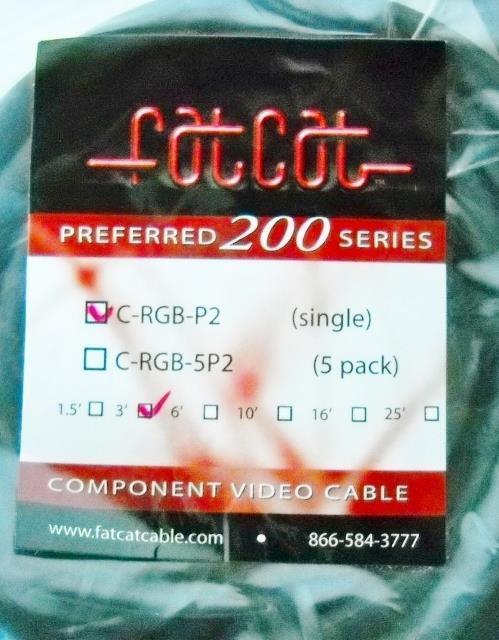 fatcat™
PREFERRED 200 SERIES
C-RGB-P2 (single)
C-RGB-5P2 (5 pack)
1.5' 3' 6' 10' 16' 25'
COMPONENT VIDEO CABLE
www.fatcatcable.com • 866-584-3777